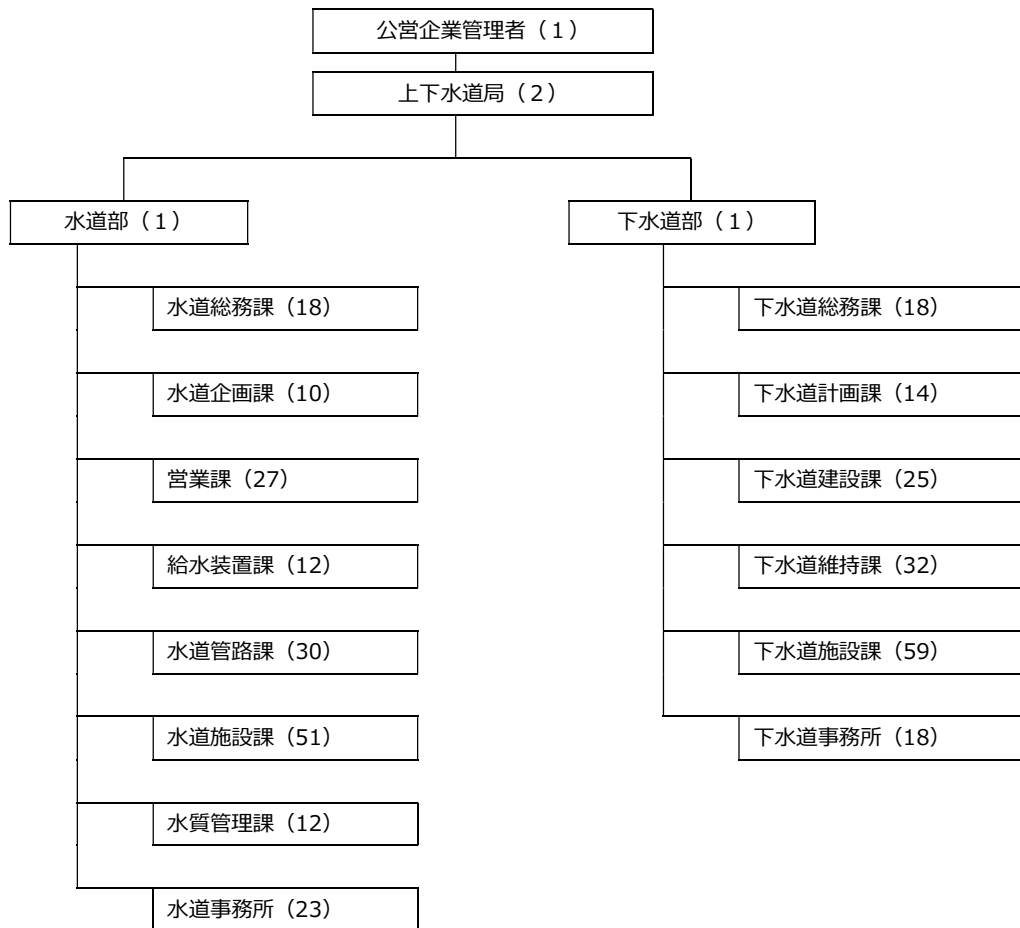 公営企業管理者（１）
上下水道局（２）
水道部（１）
水道総務課（18）
水道企画課（10）
営業課（27）
給水装置課（12）
水道管路課（30）
水道施設課（51）
水質管理課（12）
水道事務所（23）
下水道部（１）
下水道総務課（18）
下水道計画課（14）
下水道建設課（25）
下水道維持課（32）
下水道施設課（59）
下水道事務所（18）